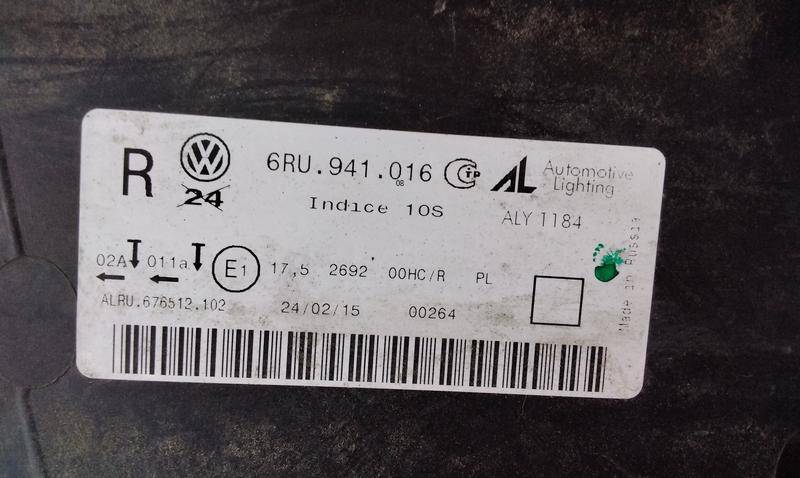 R 24 6RU.941.016 08 AL Automotive Lighting
Indice 10S ALY 1184
02A 011a E1 17,5 2692 00HC/R PL
ALRU.676512.102 24/02/15 00264
Made in Russia